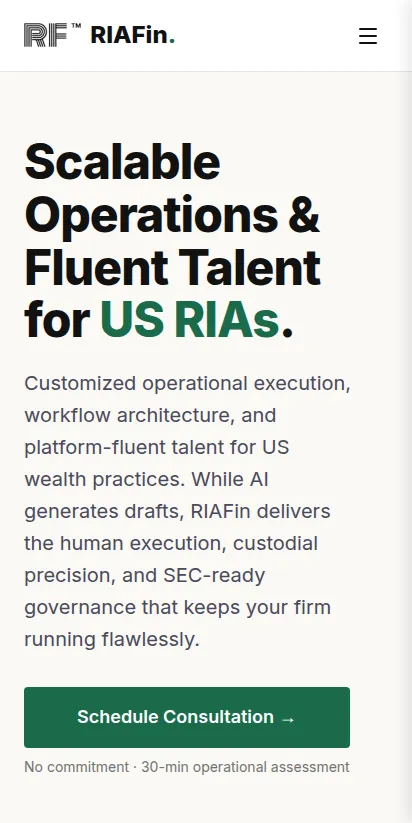 RF™ RIAFin.
Scalable
Operations &
Fluent Talent
for US RIAs.
Customized operational execution,
workflow architecture, and
platform-fluent talent for US
wealth practices. While AI
generates drafts, RIAFin delivers
the human execution, custodial
precision, and SEC-ready
governance that keeps your firm
running flawlessly.
Schedule Consultation →
No commitment · 30-min operational assessment